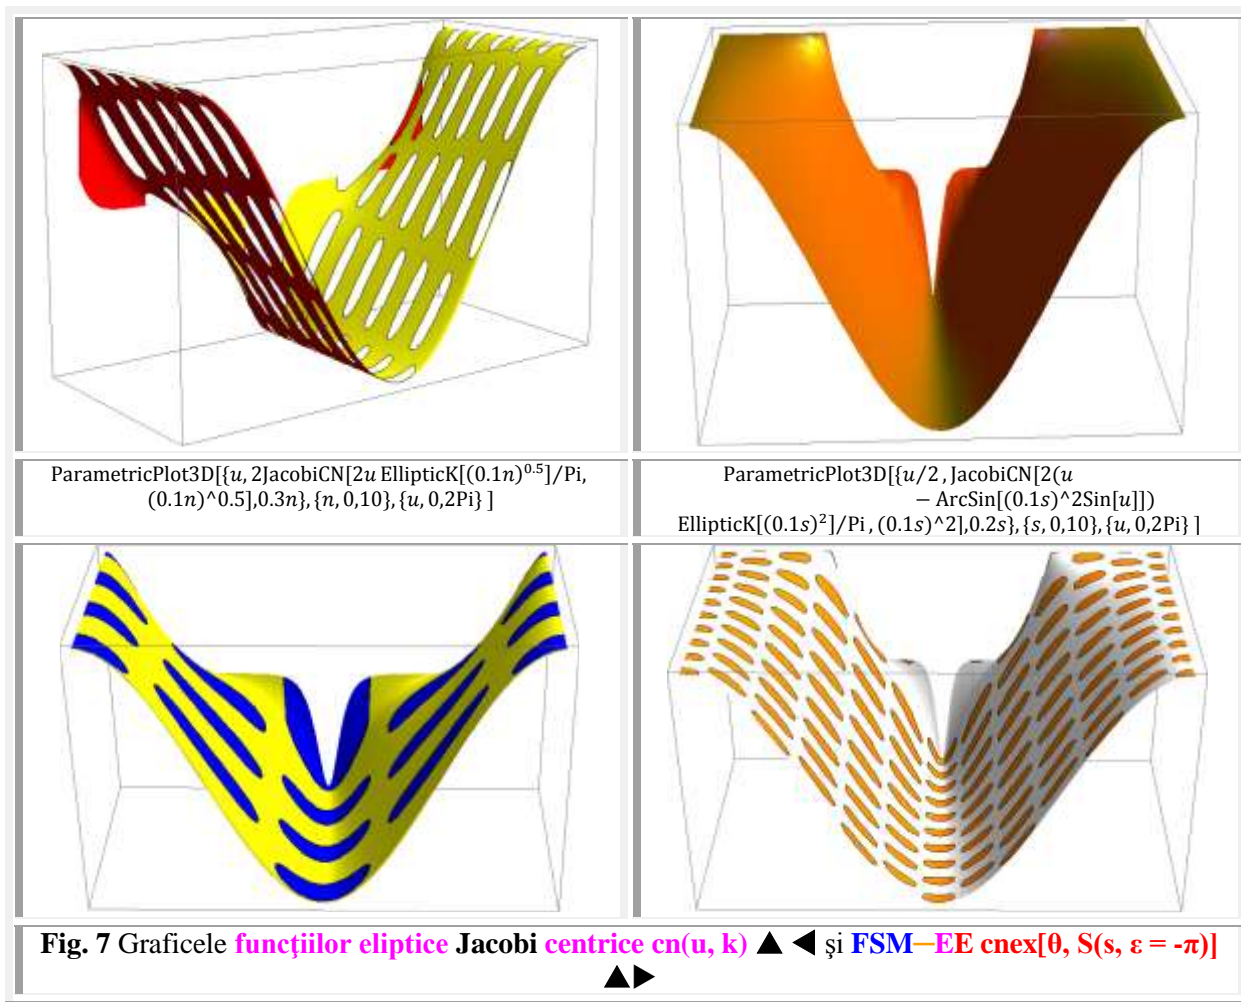 ParametricPlot3D[{u, 2JacobiCN[2u EllipticK[(0.1n)^{0.5}]/Pi,
(0.1n)^0.5],0.3n}, {n, 0,10}, {u, 0,2Pi} ]
ParametricPlot3D[{u/2 , JacobiCN[2(u
− ArcSin[(0.1s)^2Sin[u]])
EllipticK[(0.1s)²]/Pi , (0.1s)^2],0.2s}, {s, 0,10}, {u, 0,2Pi} ]
Fig. 7 Graficele funcţiilor eliptice Jacobi centrice cn(u, k) ▲ ◄ şi FSM—EE cnex[θ, S(s, ε = -π)]
▲►